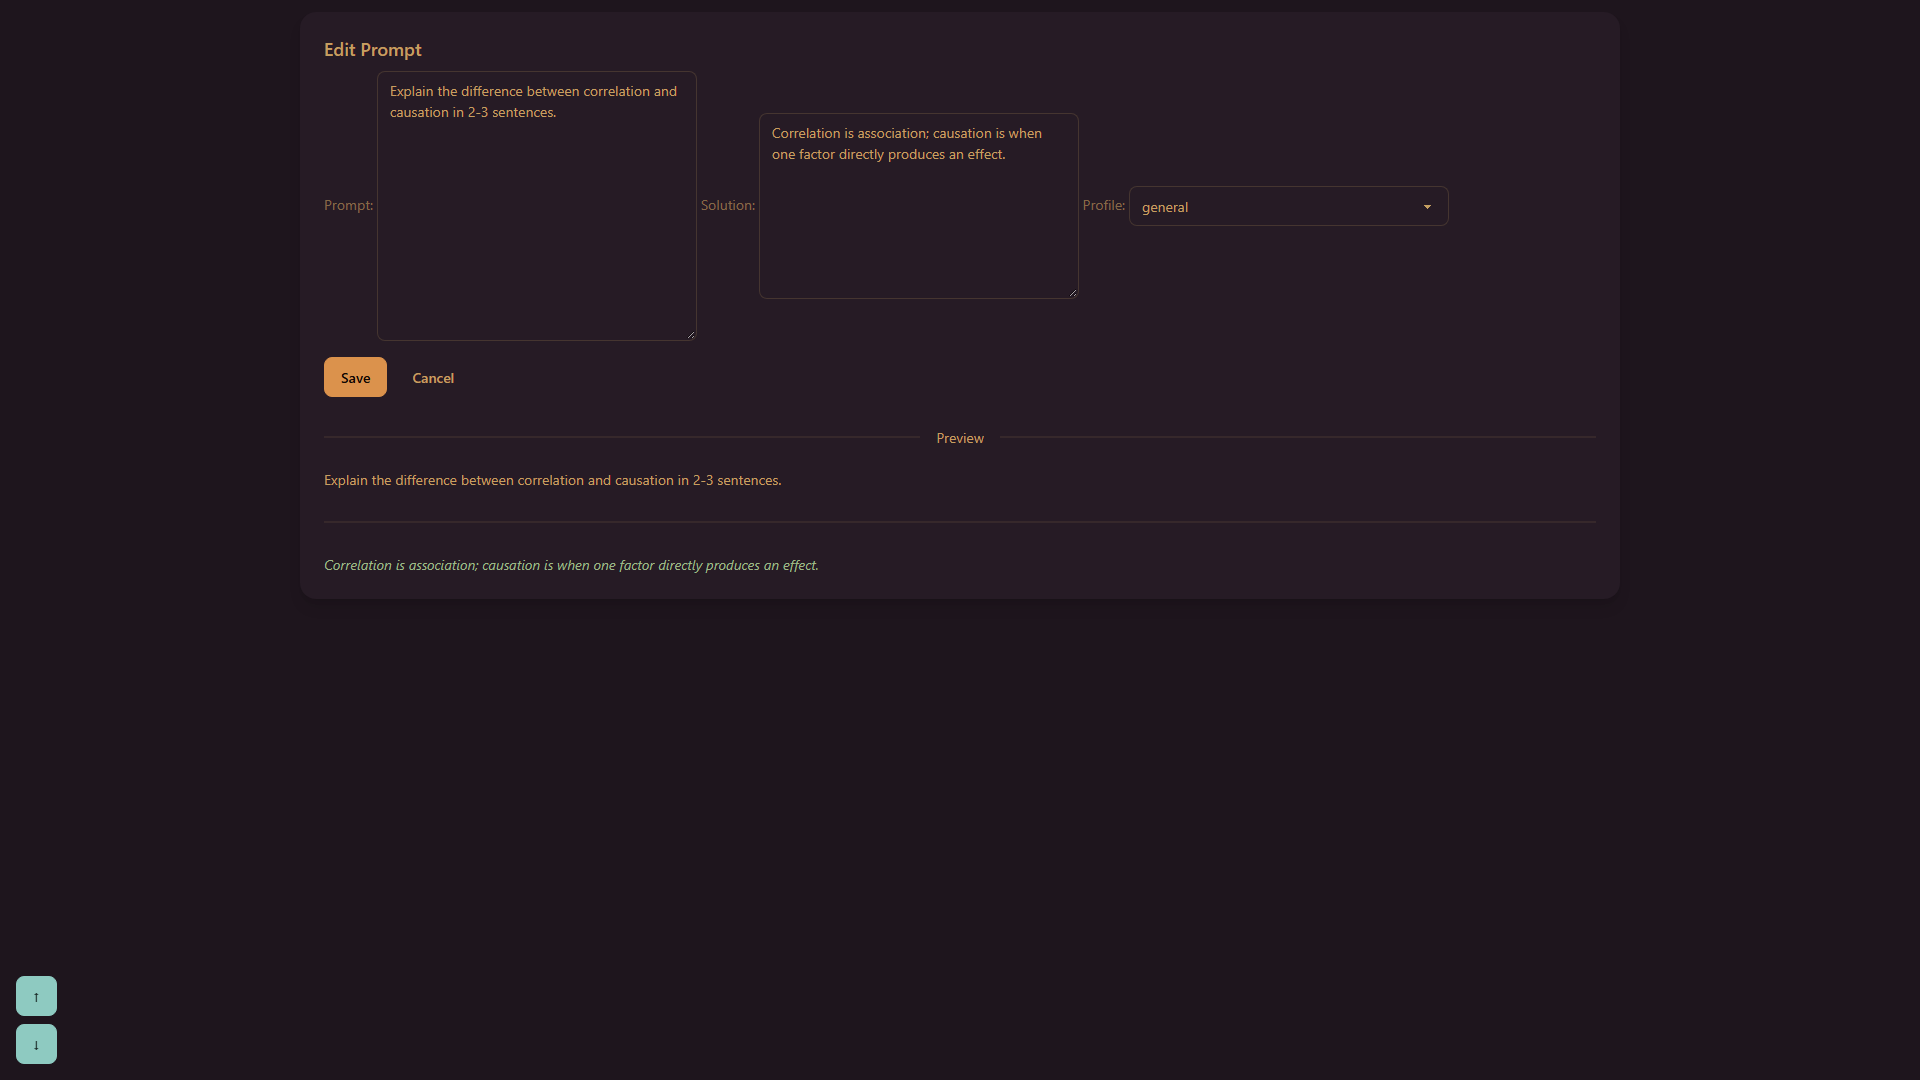 Edit Prompt
Prompt:
Explain the difference between correlation and
causation in 2-3 sentences.
Solution:
Correlation is association; causation is when
one factor directly produces an effect.
Profile:
general
Save
Cancel
Preview
Explain the difference between correlation and causation in 2-3 sentences.
Correlation is association; causation is when one factor directly produces an effect.
↑
↓